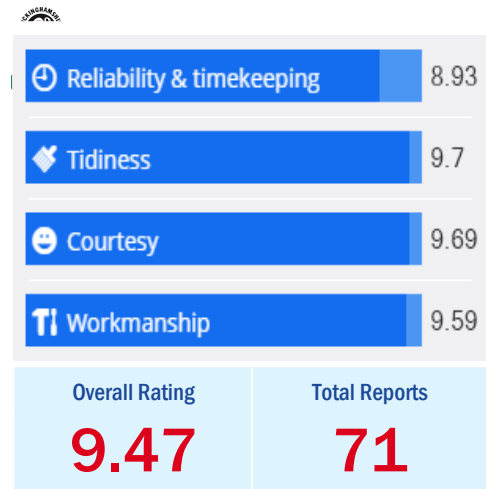 Reliability & timekeeping 8.93
Tidiness 9.7
Courtesy 9.69
Workmanship 9.59
Overall Rating Total Reports
9.47 71